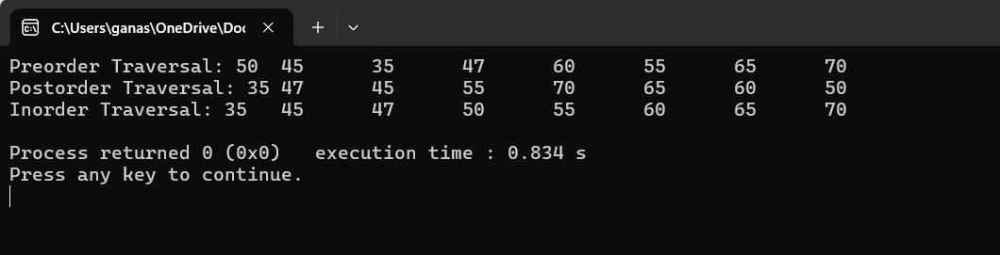 C:\Users\ganas\OneDrive\Doc
Preorder Traversal: 50 45 35 47 60 55 65 70
Postorder Traversal: 35 47 45 55 70 65 60 50
Inorder Traversal: 35 45 47 50 55 60 65 70
Process returned 0 (0x0) execution time : 0.834 s
Press any key to continue.